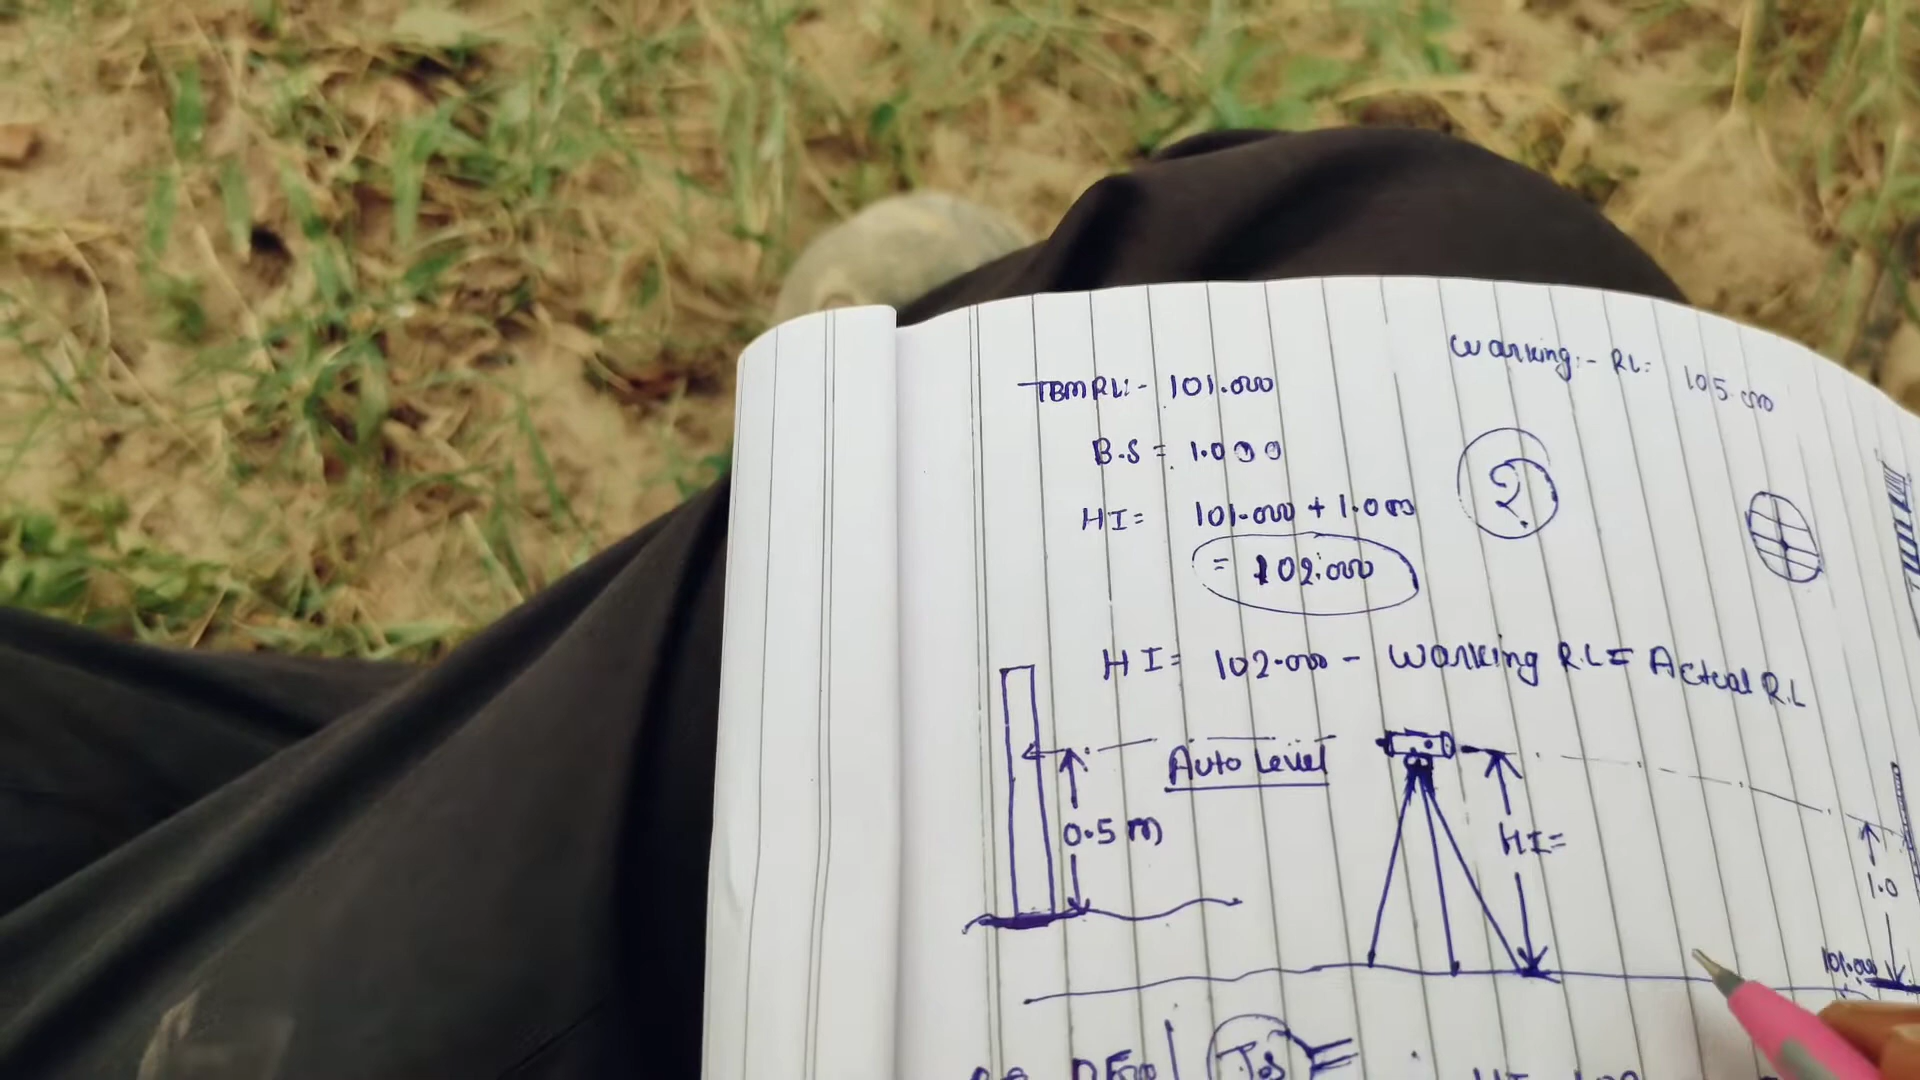 Working:- RL: 105.000
TBM RL:- 101.000
B.S = 1.000
HI= 101.000 + 1.000
= 102.000
?
HI= 102.000 - Working R.L = Actual R.L
Auto Level
0.5 m
HI=
1.0
101.000